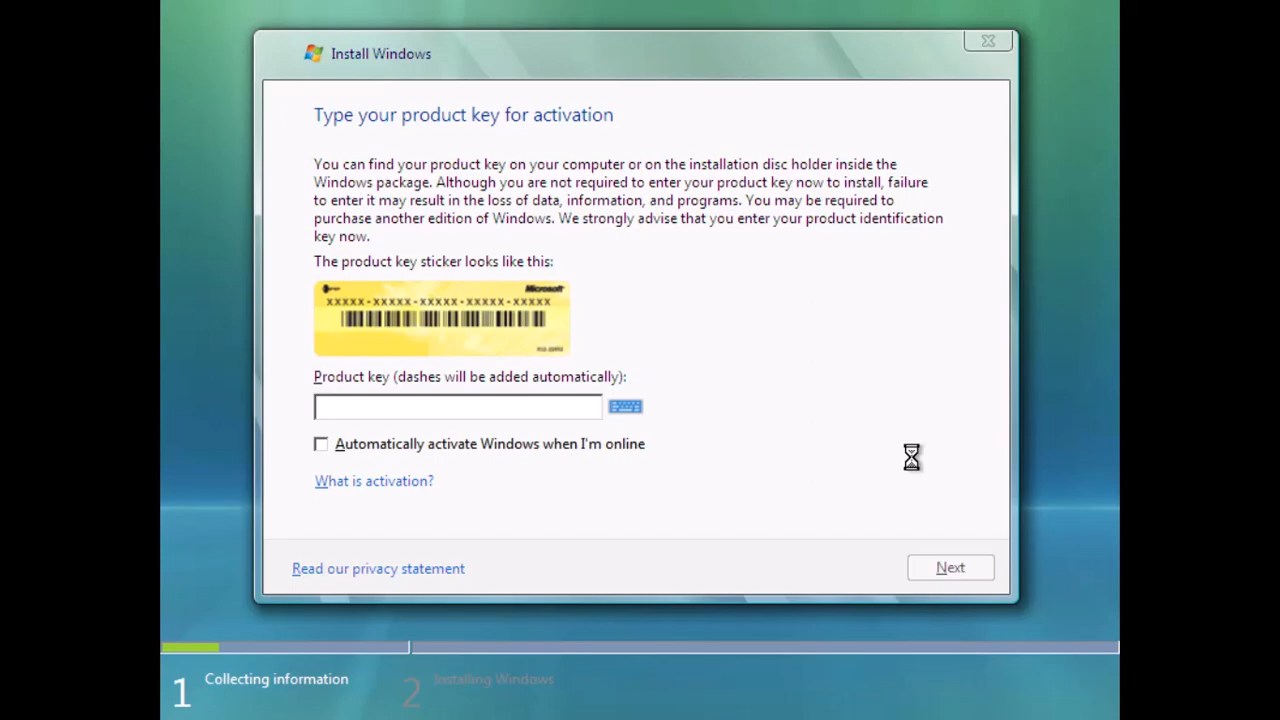 Install Windows
Type your product key for activation
You can find your product key on your computer or on the installation disc holder inside the
Windows package. Although you are not required to enter your product key now to install, failure
to enter it may result in the loss of data, information, and programs. You may be required to
purchase another edition of Windows. We strongly advise that you enter your product identification
key now.
The product key sticker looks like this:
Microsoft
XXXXX-XXXXX-XXXXX-XXXXX-XXXXX
Product key (dashes will be added automatically):
Automatically activate Windows when I'm online
What is activation?
Read our privacy statement
Next
1 Collecting information
2 Installing Windows